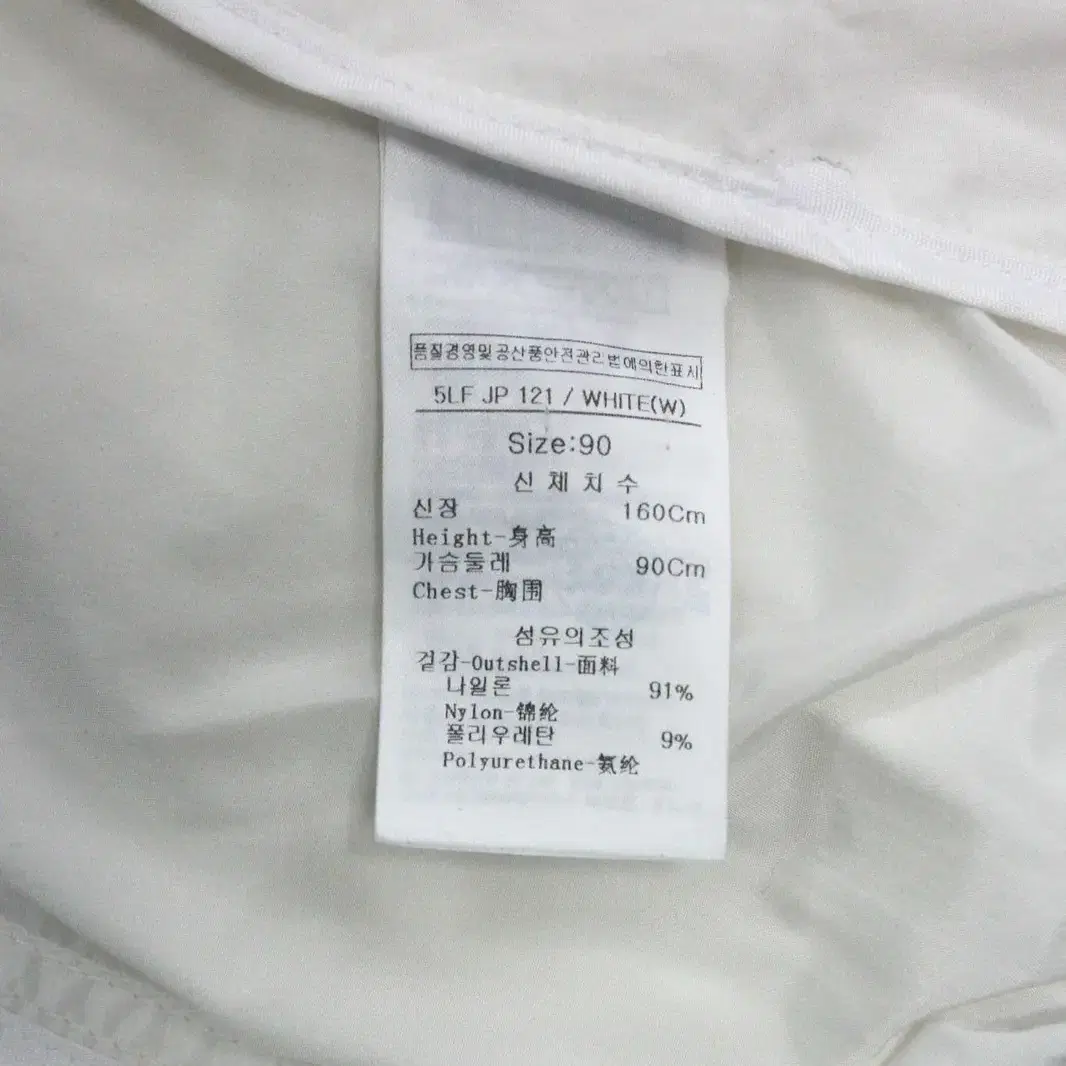 품질경영및공산품안전관리법에의한표시
5LF JP 121 / WHITE(W)
Size:90
신 체 치 수
신장 160Cm
Height-身高
가슴둘레 90Cm
Chest-胸围
섬유의조성
겉감-Outshell-面料
나일론 91%
Nylon-锦纶
폴리우레탄 9%
Polyurethane-氨纶